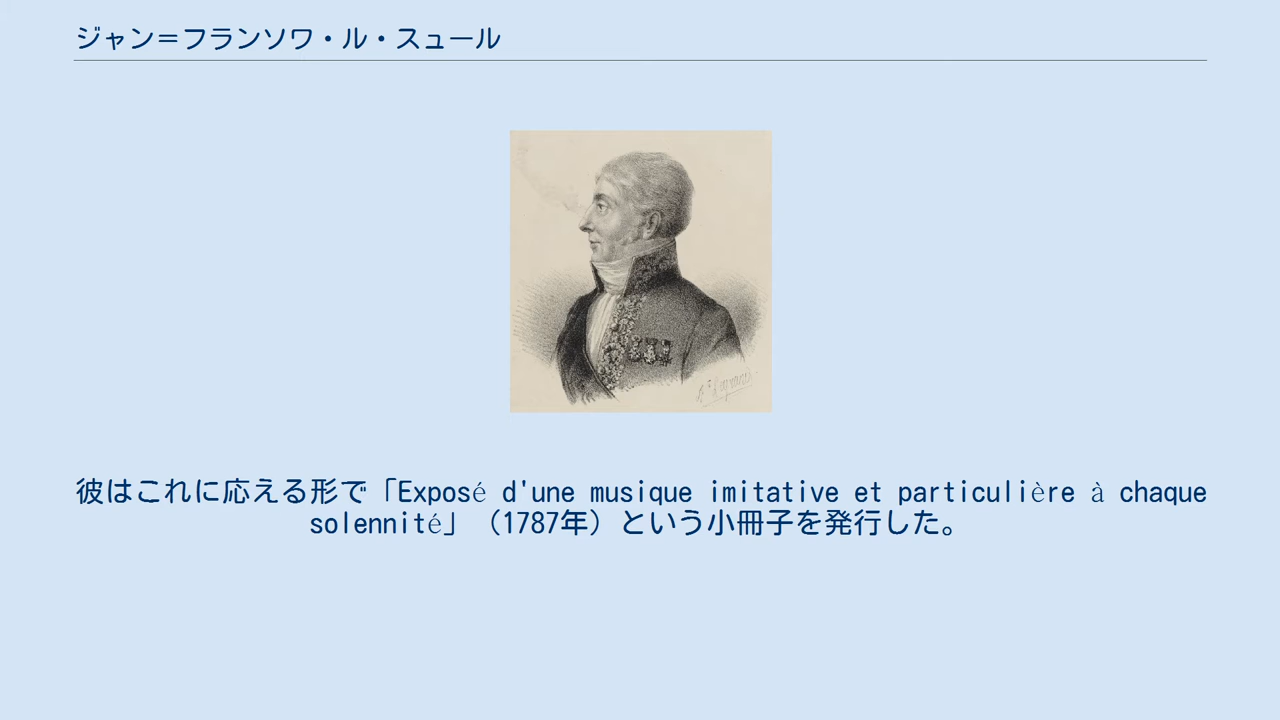 ジャン＝フランソワ・ル・スュール
彼はこれに応える形で「Exposé d'une musique imitative et particulière à chaque
solennité」（1787年）という小冊子を発行した。